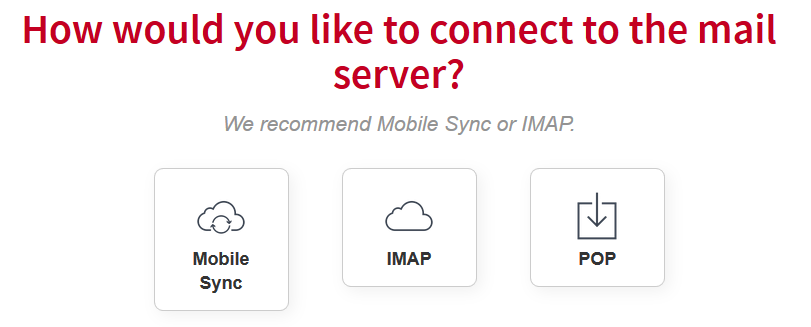 How would you like to connect to the mail
server?
We recommend Mobile Sync or IMAP.
Mobile
Sync
IMAP
POP